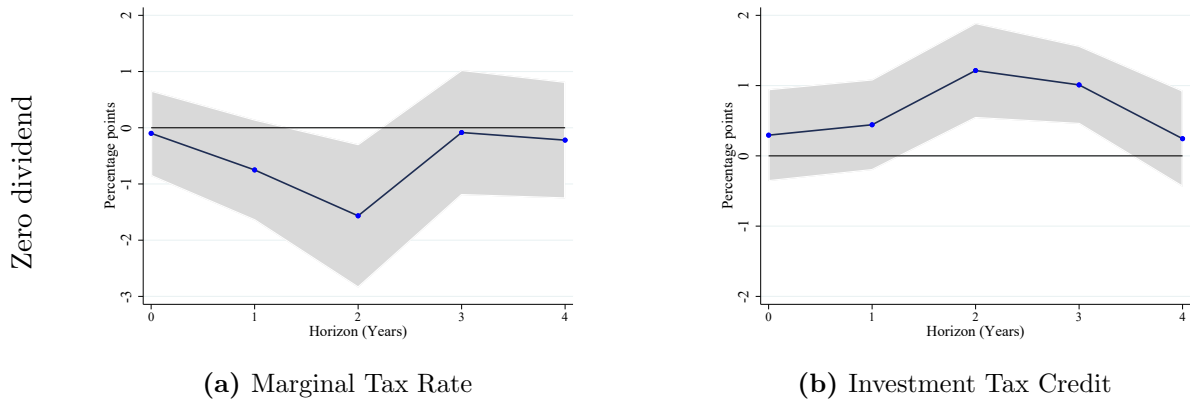 Zero dividend
Percentage points
2
1
0
-1
-2
-3
0 1 2 3 4
Horizon (Years)
(a) Marginal Tax Rate
Percentage points
2
1
0
-1
-2
0 1 2 3 4
Horizon (Years)
(b) Investment Tax Credit